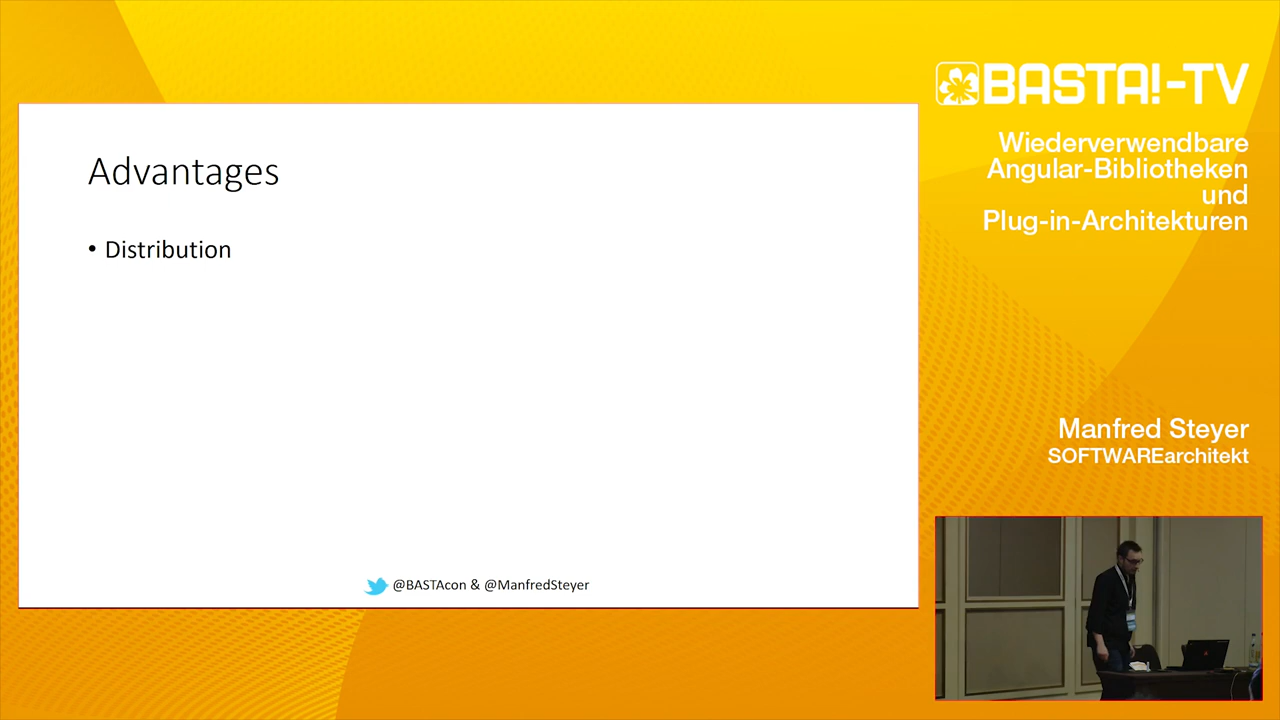 BASTA!-TV
Wiederverwendbare
Angular-Bibliotheken
und
Plug-in-Architekturen
Advantages
• Distribution
Manfred Steyer
SOFTWAREarchitekt
@BASTAcon & @ManfredSteyer